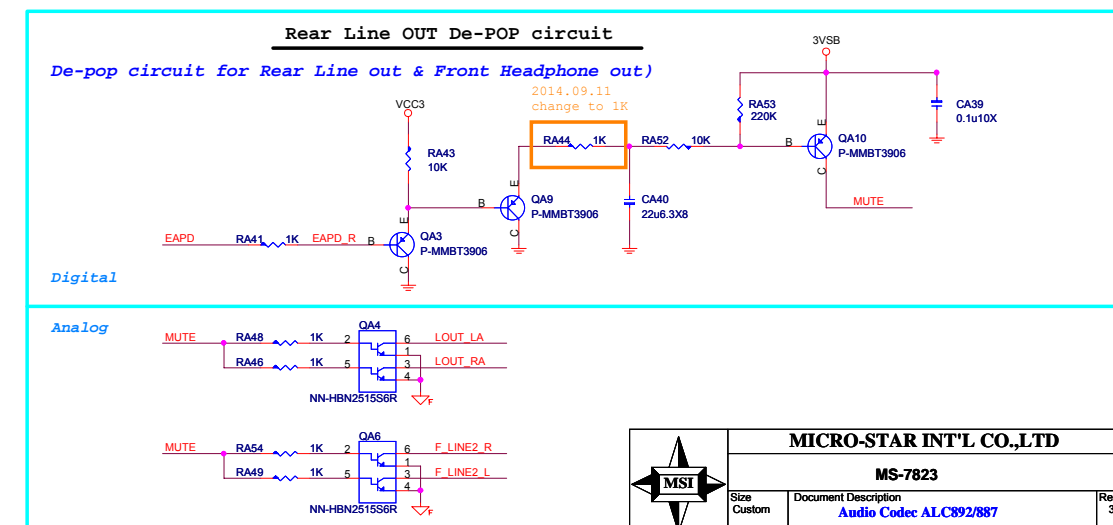 Rear Line OUT De-POP circuit
De-pop circuit for Rear Line out & Front Headphone out)
2014.09.11
change to 1K
3VSB
VCC3
RA43
10K
RA44 1K
RA52 10K
RA53
220K
CA39
0.1u10X
E
B
C
QA10
P-MMBT3906
MUTE
E
B
C
QA9
P-MMBT3906
CA40
22u6.3X8
EAPD RA41 1K EAPD_R
E
B
C
QA3
P-MMBT3906
Digital
Analog
QA4
MUTE RA48 1K 2 6 LOUT_LA
1
RA46 1K 5 3 LOUT_RA
4
NN-HBN2515S6R F
QA6
MUTE RA54 1K 2 6 F_LINE2_R
1
RA49 1K 5 3 F_LINE2_L
4
NN-HBN2515S6R F
MSI
MICRO-STAR INT'L CO.,LTD
MS-7823
Size
Custom
Document Description
Audio Codec ALC892/887